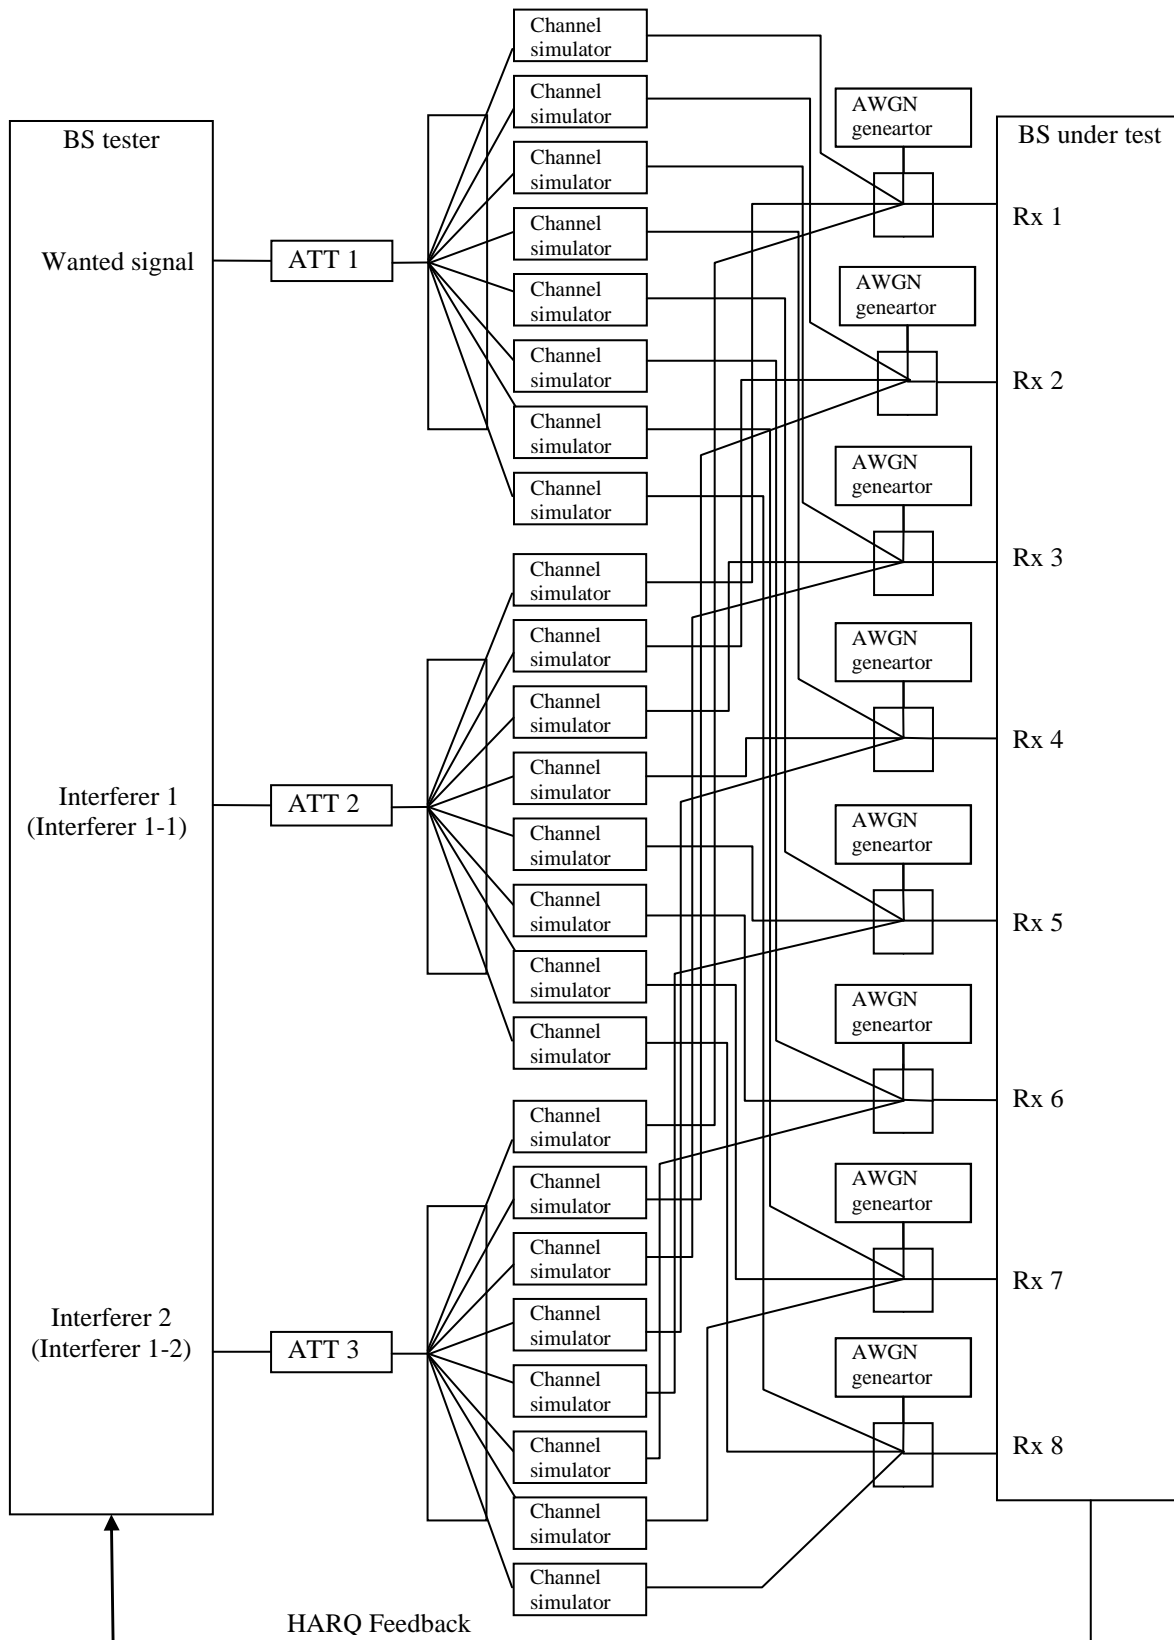 BS tester
Wanted signal
Interferer 1
(Interferer 1-1)
Interferer 2
(Interferer 1-2)
ATT 1
ATT 2
ATT 3
Channel
simulator
Channel
simulator
Channel
simulator
Channel
simulator
Channel
simulator
Channel
simulator
Channel
simulator
Channel
simulator
Channel
simulator
Channel
simulator
Channel
simulator
Channel
simulator
Channel
simulator
Channel
simulator
Channel
simulator
Channel
simulator
Channel
simulator
Channel
simulator
Channel
simulator
Channel
simulator
Channel
simulator
Channel
simulator
Channel
simulator
Channel
simulator
AWGN
geneartor
AWGN
geneartor
AWGN
geneartor
AWGN
geneartor
AWGN
geneartor
AWGN
geneartor
AWGN
geneartor
AWGN
geneartor
BS under test
Rx 1
Rx 2
Rx 3
Rx 4
Rx 5
Rx 6
Rx 7
Rx 8
HARQ Feedback